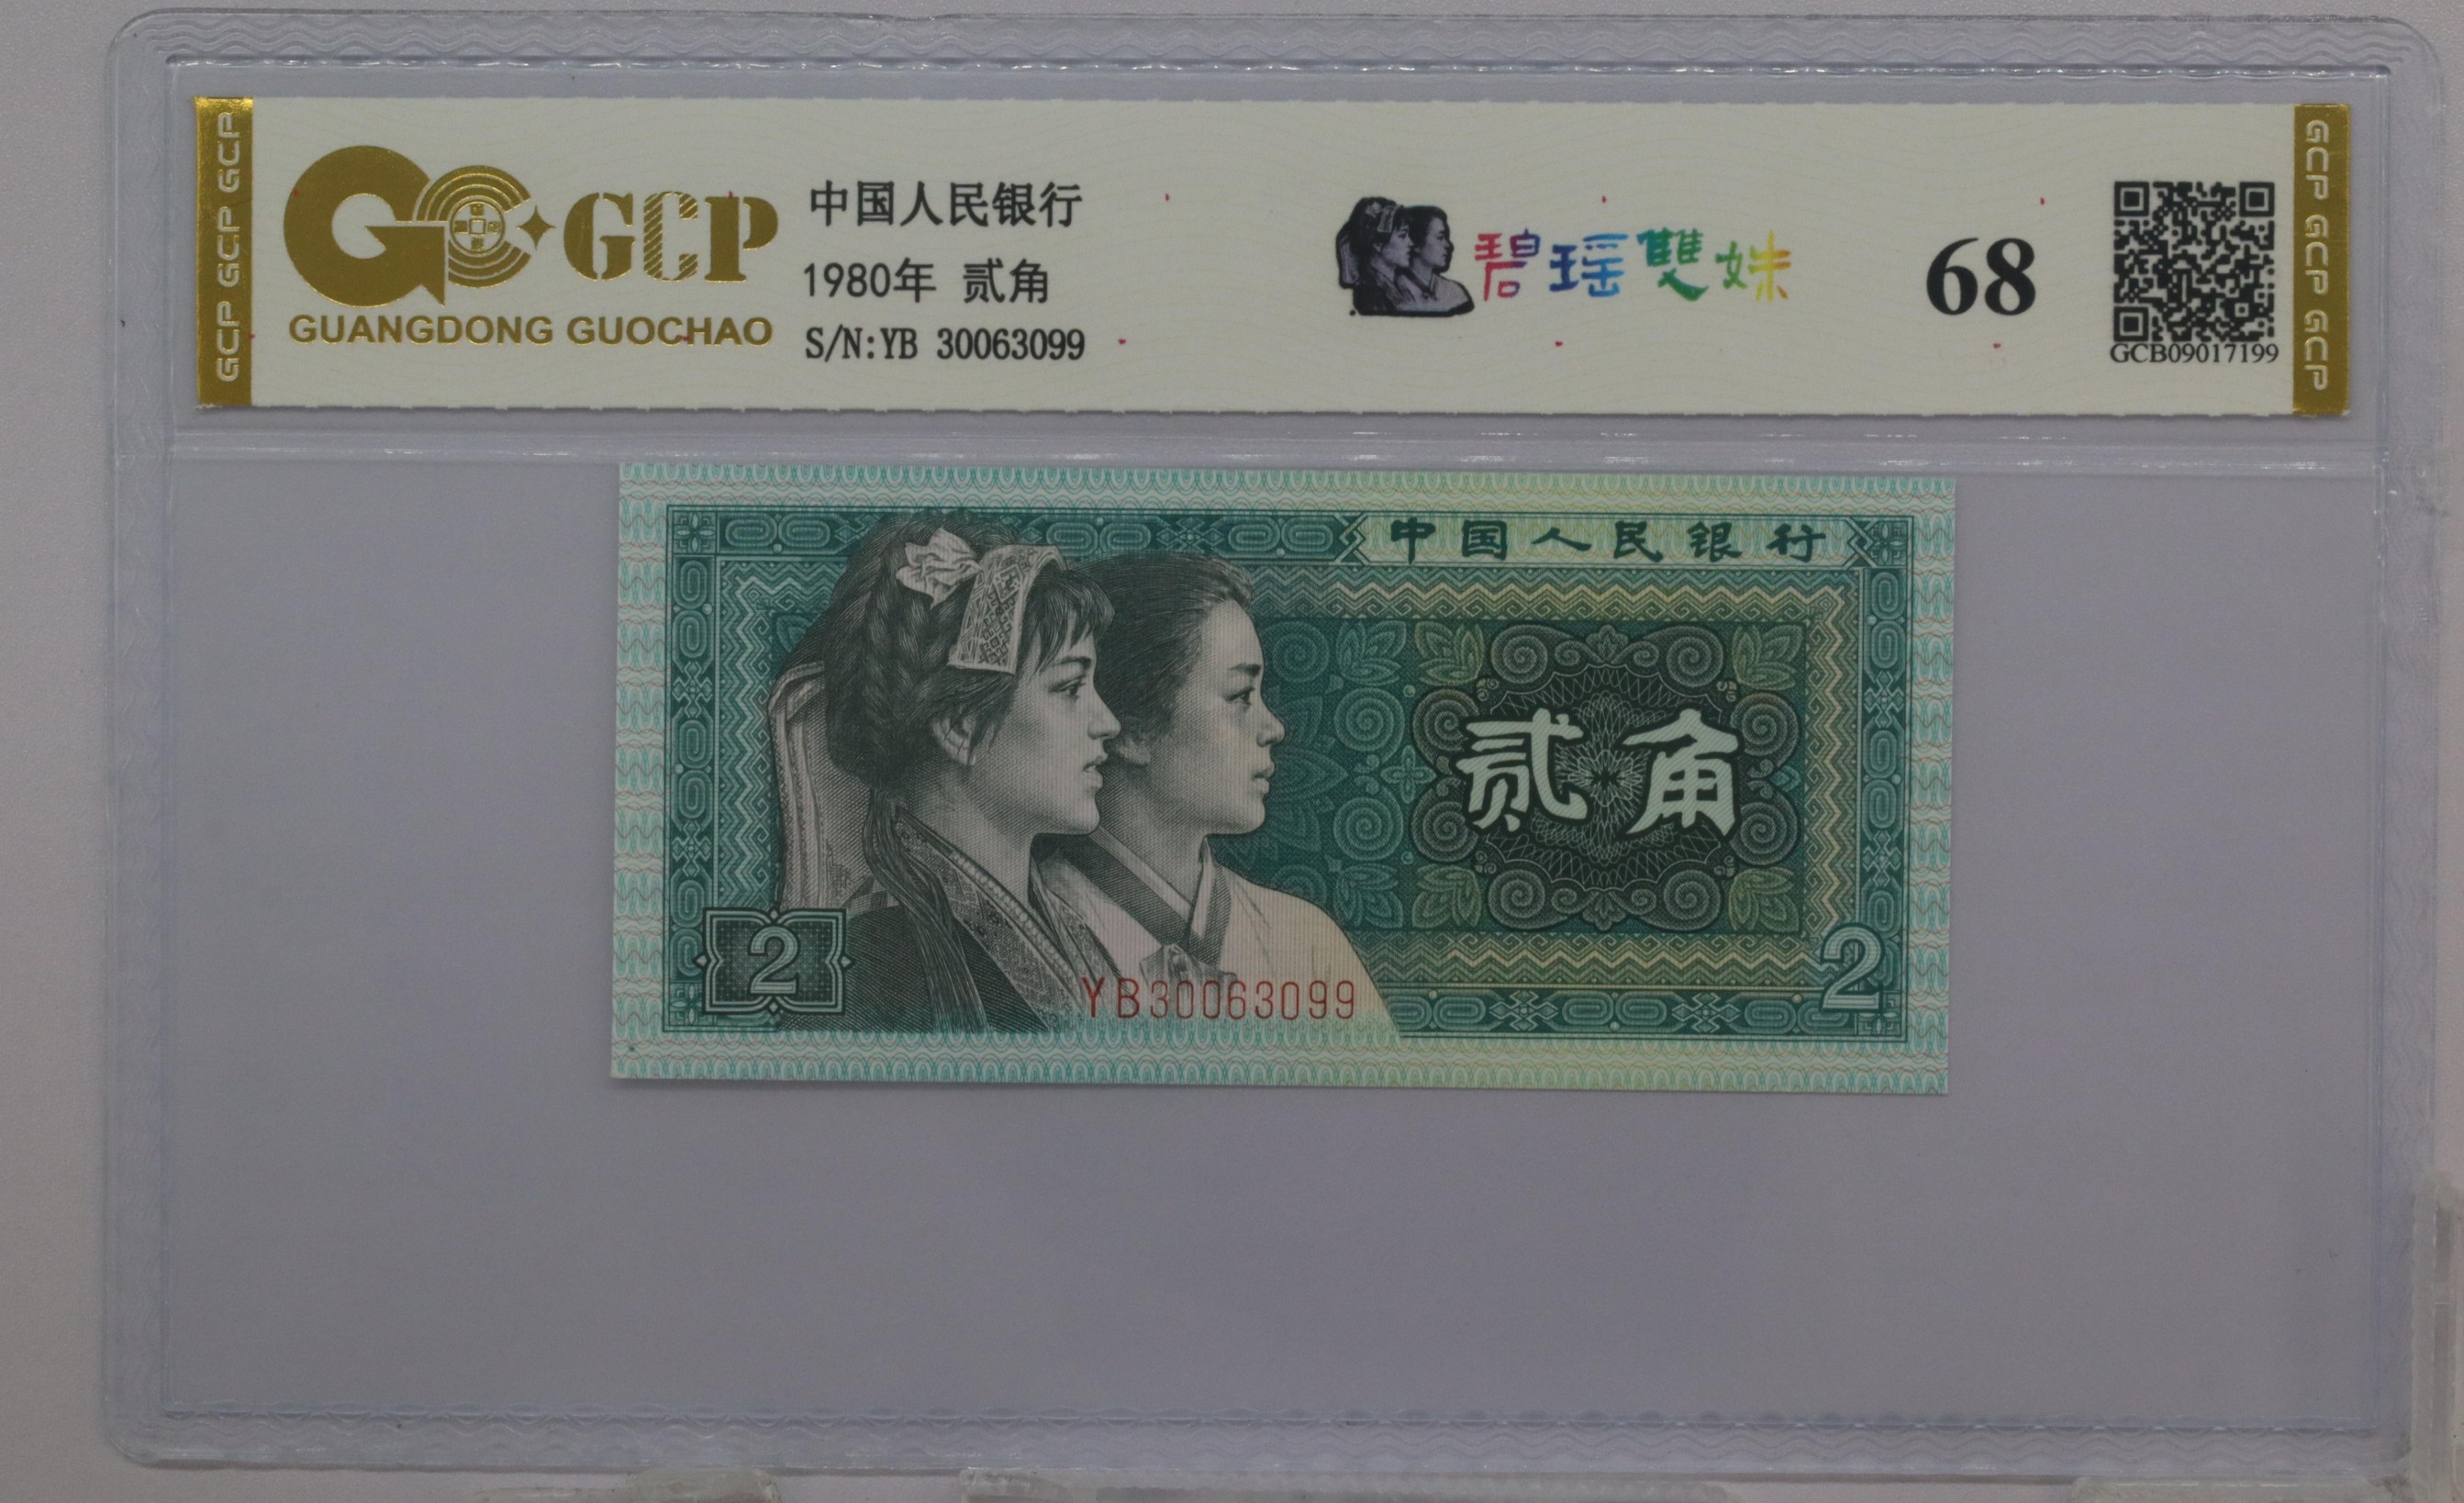 GCP GCP GCP
GCP
GUANGDONG GUOCHAO
中国人民银行
1980年 贰角
S/N:YB 30063099
碧瑶雙姝
68
GCB09017199
GCP GCP GCP
中国人民银行
贰角
2
YB30063099
2